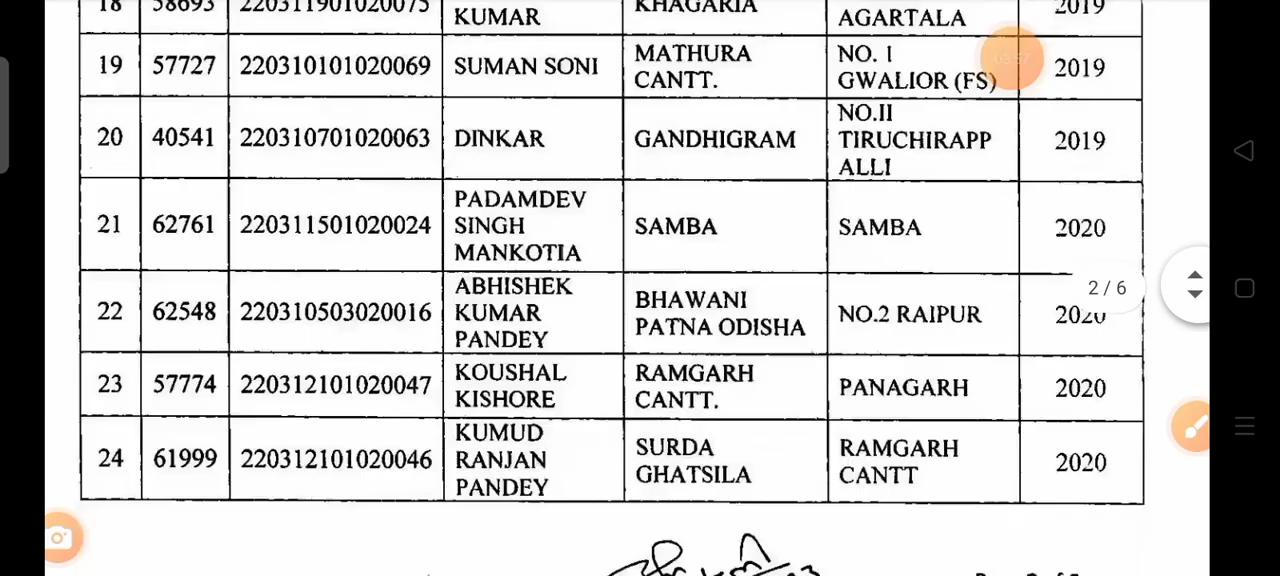 18 58693 220311901020075 KUMAR KHAGARIA AGARTALA 2019
19 57727 220310101020069 SUMAN SONI MATHURA CANTT. NO. I GWALIOR (FS) 2019
20 40541 220310701020063 DINKAR GANDHIGRAM NO.II TIRUCHIRAPP ALLI 2019
21 62761 220311501020024 PADAMDEV SINGH MANKOTIA SAMBA SAMBA 2020
22 62548 220310503020016 ABHISHEK KUMAR PANDEY BHAWANI PATNA ODISHA NO.2 RAIPUR 2020
2/6
23 57774 220312101020047 KOUSHAL KISHORE RAMGARH CANTT. PANAGARH 2020
24 61999 220312101020046 KUMUD RANJAN PANDEY SURDA GHATSILA RAMGARH CANTT 2020